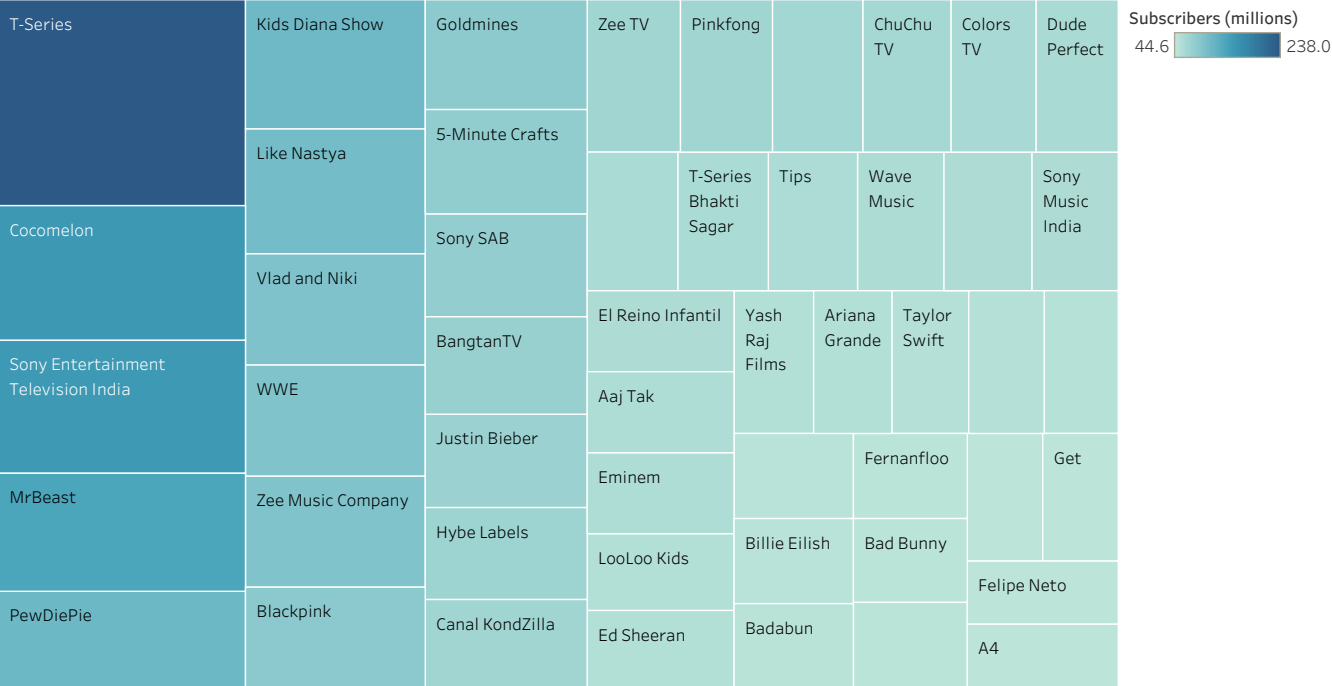 T-Series
Cocomelon
Sony Entertainment
Television India
MrBeast
PewDiePie
Kids Diana Show
Like Nastya
Vlad and Niki
WWE
Zee Music Company
Blackpink
Goldmines
5-Minute Crafts
Sony SAB
BangtanTV
Justin Bieber
Hybe Labels
Canal KondZilla
Zee TV
Pinkfong
ChuChu
TV
Colors
TV
Dude
Perfect
T-Series
Bhakti
Sagar
Tips
Wave
Music
Sony
Music
India
El Reino Infantil
Aaj Tak
Eminem
LooLoo Kids
Ed Sheeran
Yash
Raj
Films
Ariana
Grande
Taylor
Swift
Fernanfloo
Get
Billie Eilish
Bad Bunny
Badabun
Felipe Neto
A4
Subscribers (millions)
44.6 238.0